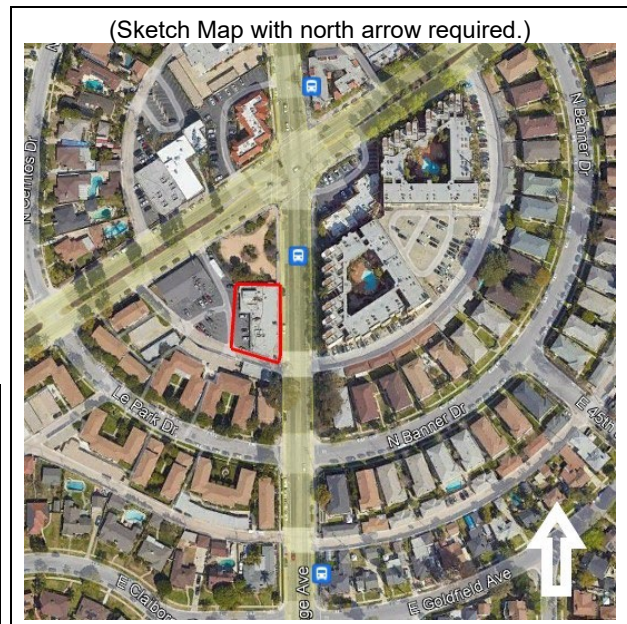 (Sketch Map with north arrow required.)
N Cerritos Dr
N Banner Dr
Le Park Dr
N Banner Dr
E 45th
ge Ave
E Claibo
E Goldfield Ave